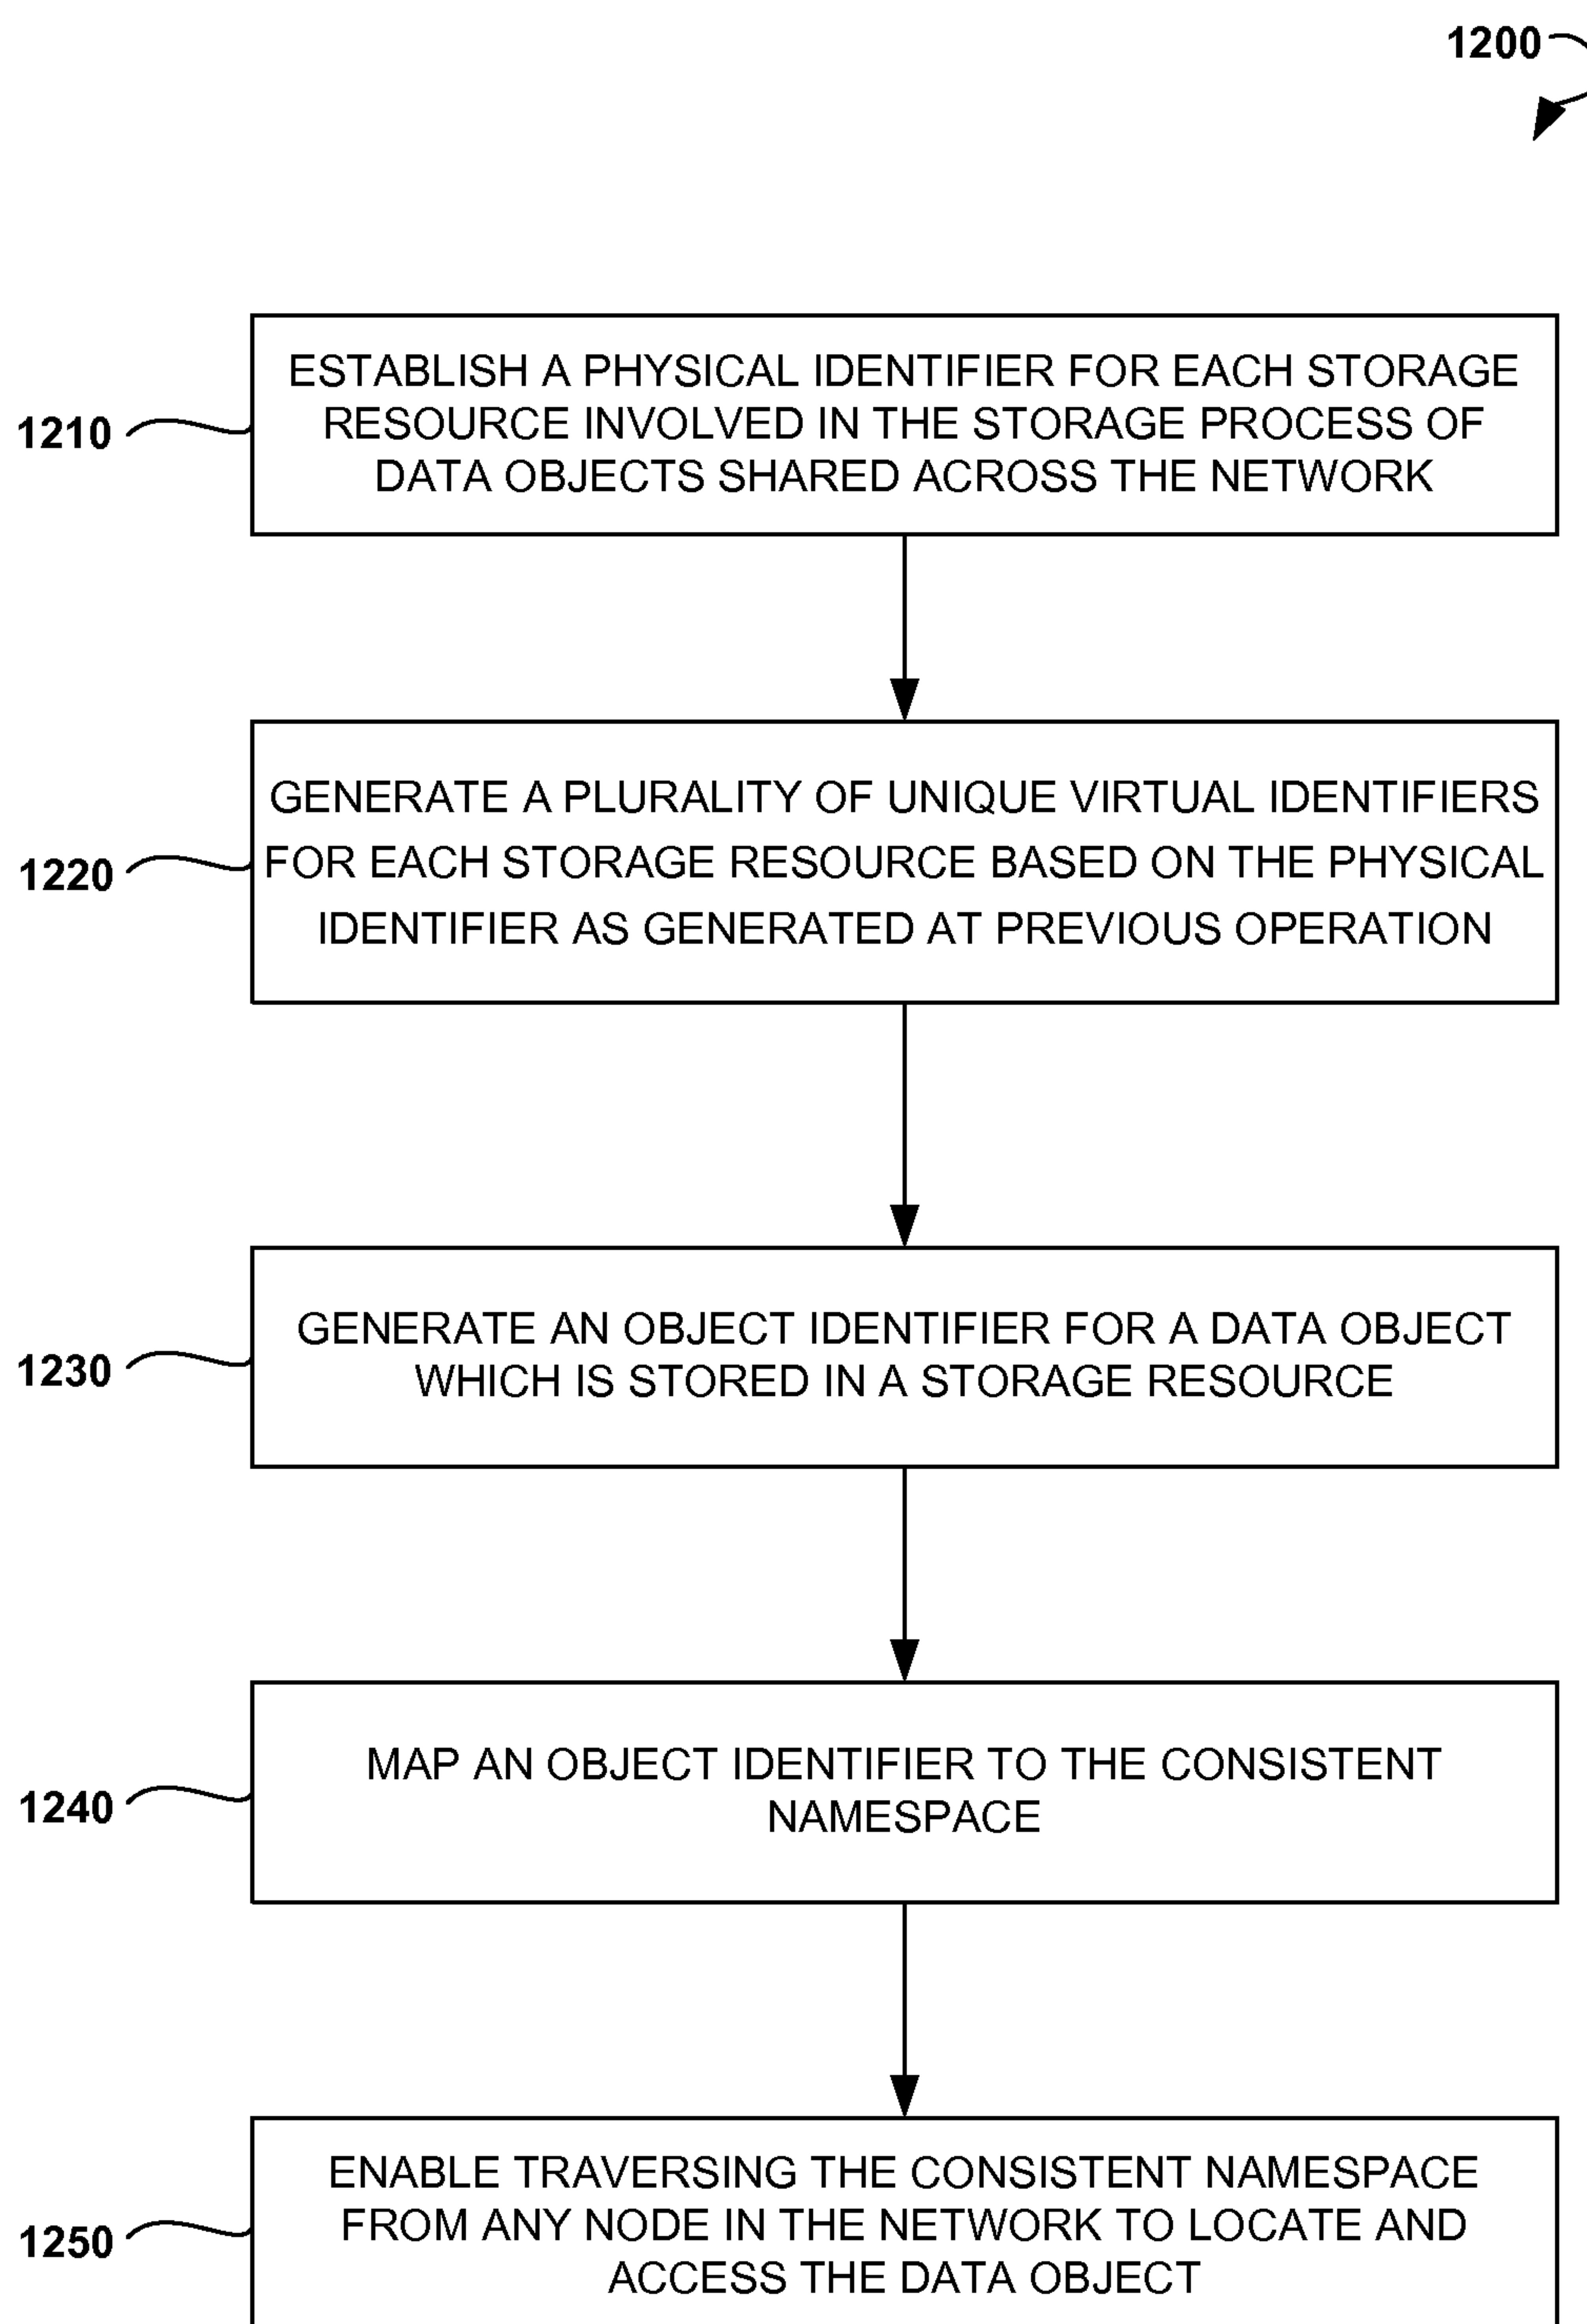 1200
ESTABLISH A PHYSICAL IDENTIFIER FOR EACH STORAGE
RESOURCE INVOLVED IN THE STORAGE PROCESS OF
DATA OBJECTS SHARED ACROSS THE NETWORK
1210
GENERATE A PLURALITY OF UNIQUE VIRTUAL IDENTIFIERS
FOR EACH STORAGE RESOURCE BASED ON THE PHYSICAL
IDENTIFIER AS GENERATED AT PREVIOUS OPERATION
1220
GENERATE AN OBJECT IDENTIFIER FOR A DATA OBJECT
WHICH IS STORED IN A STORAGE RESOURCE
1230
MAP AN OBJECT IDENTIFIER TO THE CONSISTENT
NAMESPACE
1240
ENABLE TRAVERSING THE CONSISTENT NAMESPACE
FROM ANY NODE IN THE NETWORK TO LOCATE AND
ACCESS THE DATA OBJECT
1250